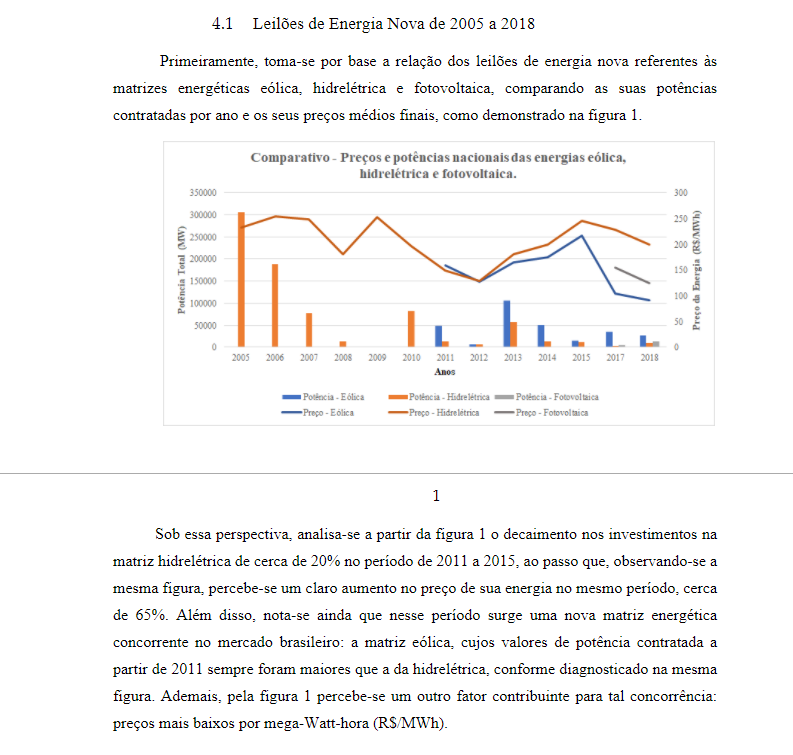 4.1 Leilões de Energia Nova de 2005 a 2018
Primeiramente, toma-se por base a relação dos leilões de energia nova referentes às
matrizes energéticas eólica, hidrelétrica e fotovoltaica, comparando as suas potências
contratadas por ano e os seus preços médios finais, como demonstrado na figura 1.
Comparativo - Preços e potências nacionais das energias eólica,
hidrelétrica e fotovoltaica.
Potência Total (MW)
350000
300000
250000
200000
150000
100000
50000
0
300
250
200
150
100
50
0
Preço da Energia (R$/MWh)
2005 2006 2007 2008 2009 2010 2011 2012 2013 2014 2015 2017 2018
Anos
Potência - Eólica Potência - Hidrelétrica Potência - Fotovoltaica
Preço - Eólica Preço - Hidrelétrica Preço - Fotovoltaica
1
Sob essa perspectiva, analisa-se a partir da figura 1 o decaimento nos investimentos na
matriz hidrelétrica de cerca de 20% no período de 2011 a 2015, ao passo que, observando-se a
mesma figura, percebe-se um claro aumento no preço de sua energia no mesmo período, cerca
de 65%. Além disso, nota-se ainda que nesse período surge uma nova matriz energética
concorrente no mercado brasileiro: a matriz eólica, cujos valores de potência contratada a
partir de 2011 sempre foram maiores que a da hidrelétrica, conforme diagnosticado na mesma
figura. Ademais, pela figura 1 percebe-se um outro fator contribuinte para tal concorrência:
preços mais baixos por mega-Watt-hora (R$/MWh).